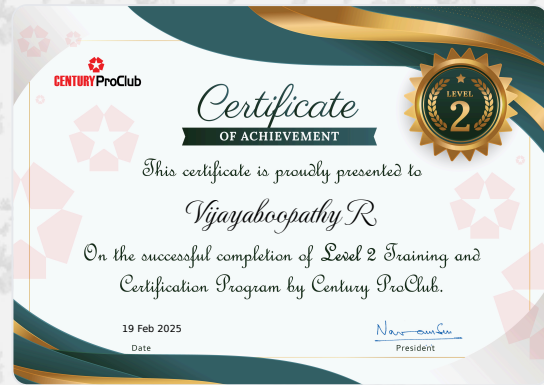 CENTURY ProClub
LEVEL
2
Certificate
OF ACHIEVEMENT
This certificate is proudly presented to
Vijayaboopathy R
On the successful completion of Level 2 Training and
Certification Program by Century ProClub.
19 Feb 2025
Date
President